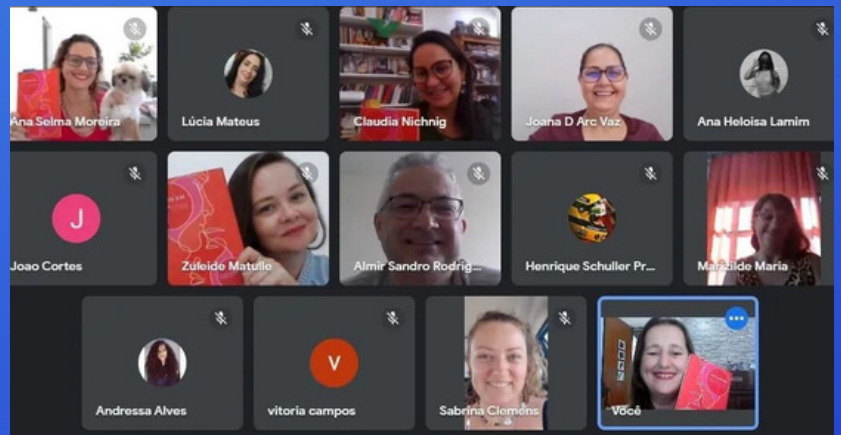 Ana Selma Moreira
Lúcia Mateus
Claudia Nichnig
Joana D Arc Vaz
Ana Heloisa Lamim
J
Joao Cortes
Zuleide Matulle
Almir Sandro Rodrig...
Henrique Schuller Pr...
Marizilde Maria
Andressa Alves
V
vitoria campos
Sabrina Clemens
Você